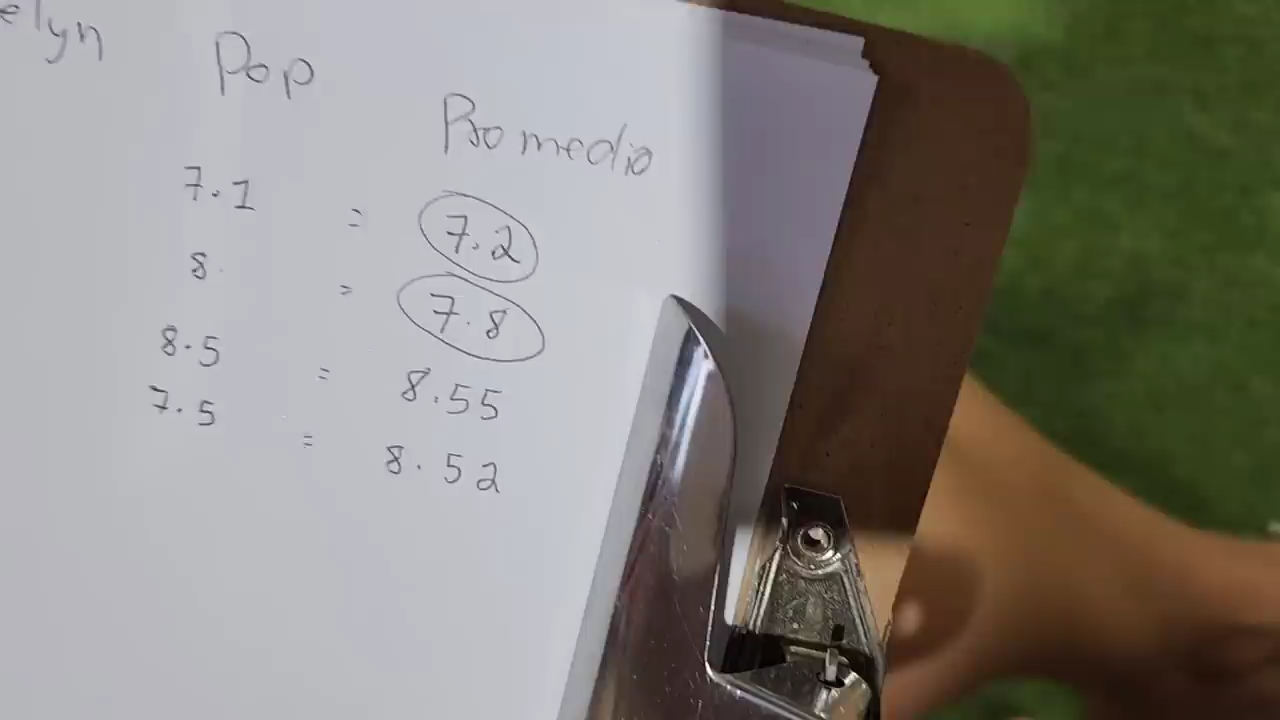 elyn Pop Promedio
7.1 = 7.2
8 = 7.8
8.5 = 8.55
7.5 = 8.52